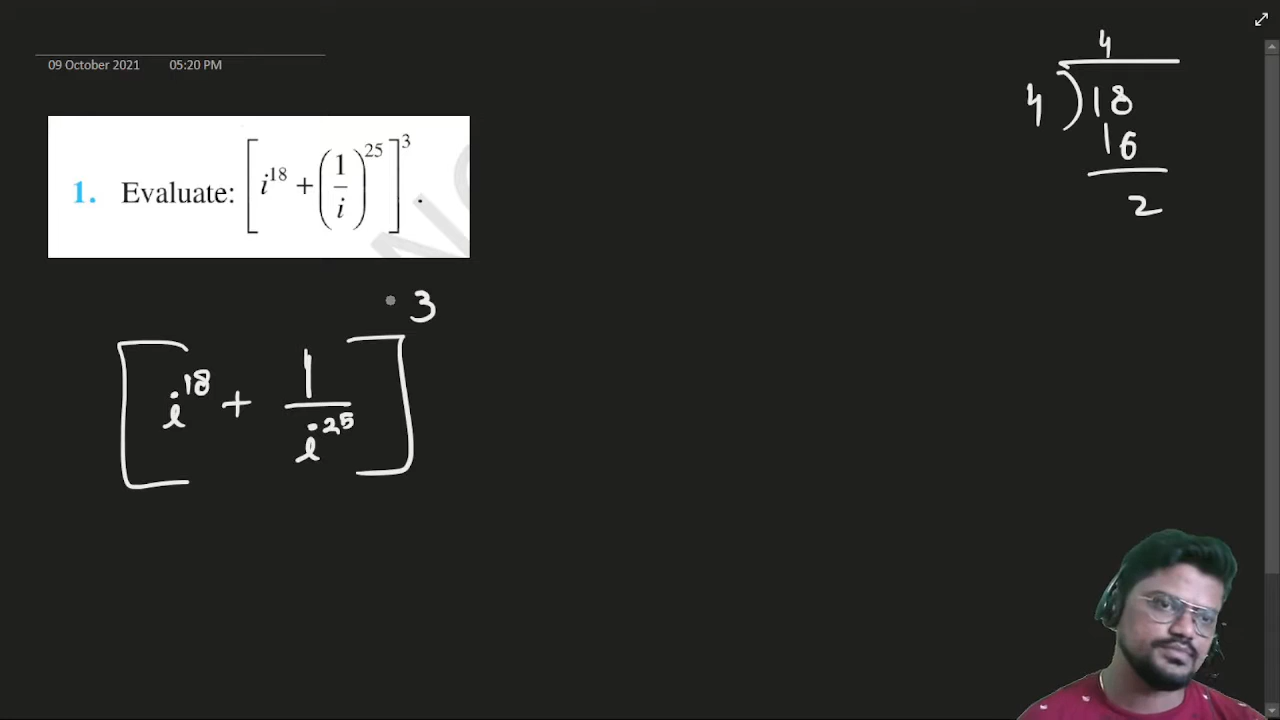 09 October 2021 05:20 PM
1. Evaluate: [i^18 + (1/i)^25]^3.
[i^18 + 1/i^25]^3
4
4)18
16
2